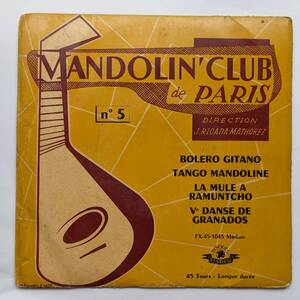 MANDOLIN' CLUB
de PARIS
n° 5
DIRECTION
J. RICADA MATHOREZ
BOLERO GITANO
TANGO MANDOLINE
LA MULE A
RAMUNTCHO
Ve DANSE DE
GRANADOS
FX-45-1045 Médium
45 Tours - Longue durée